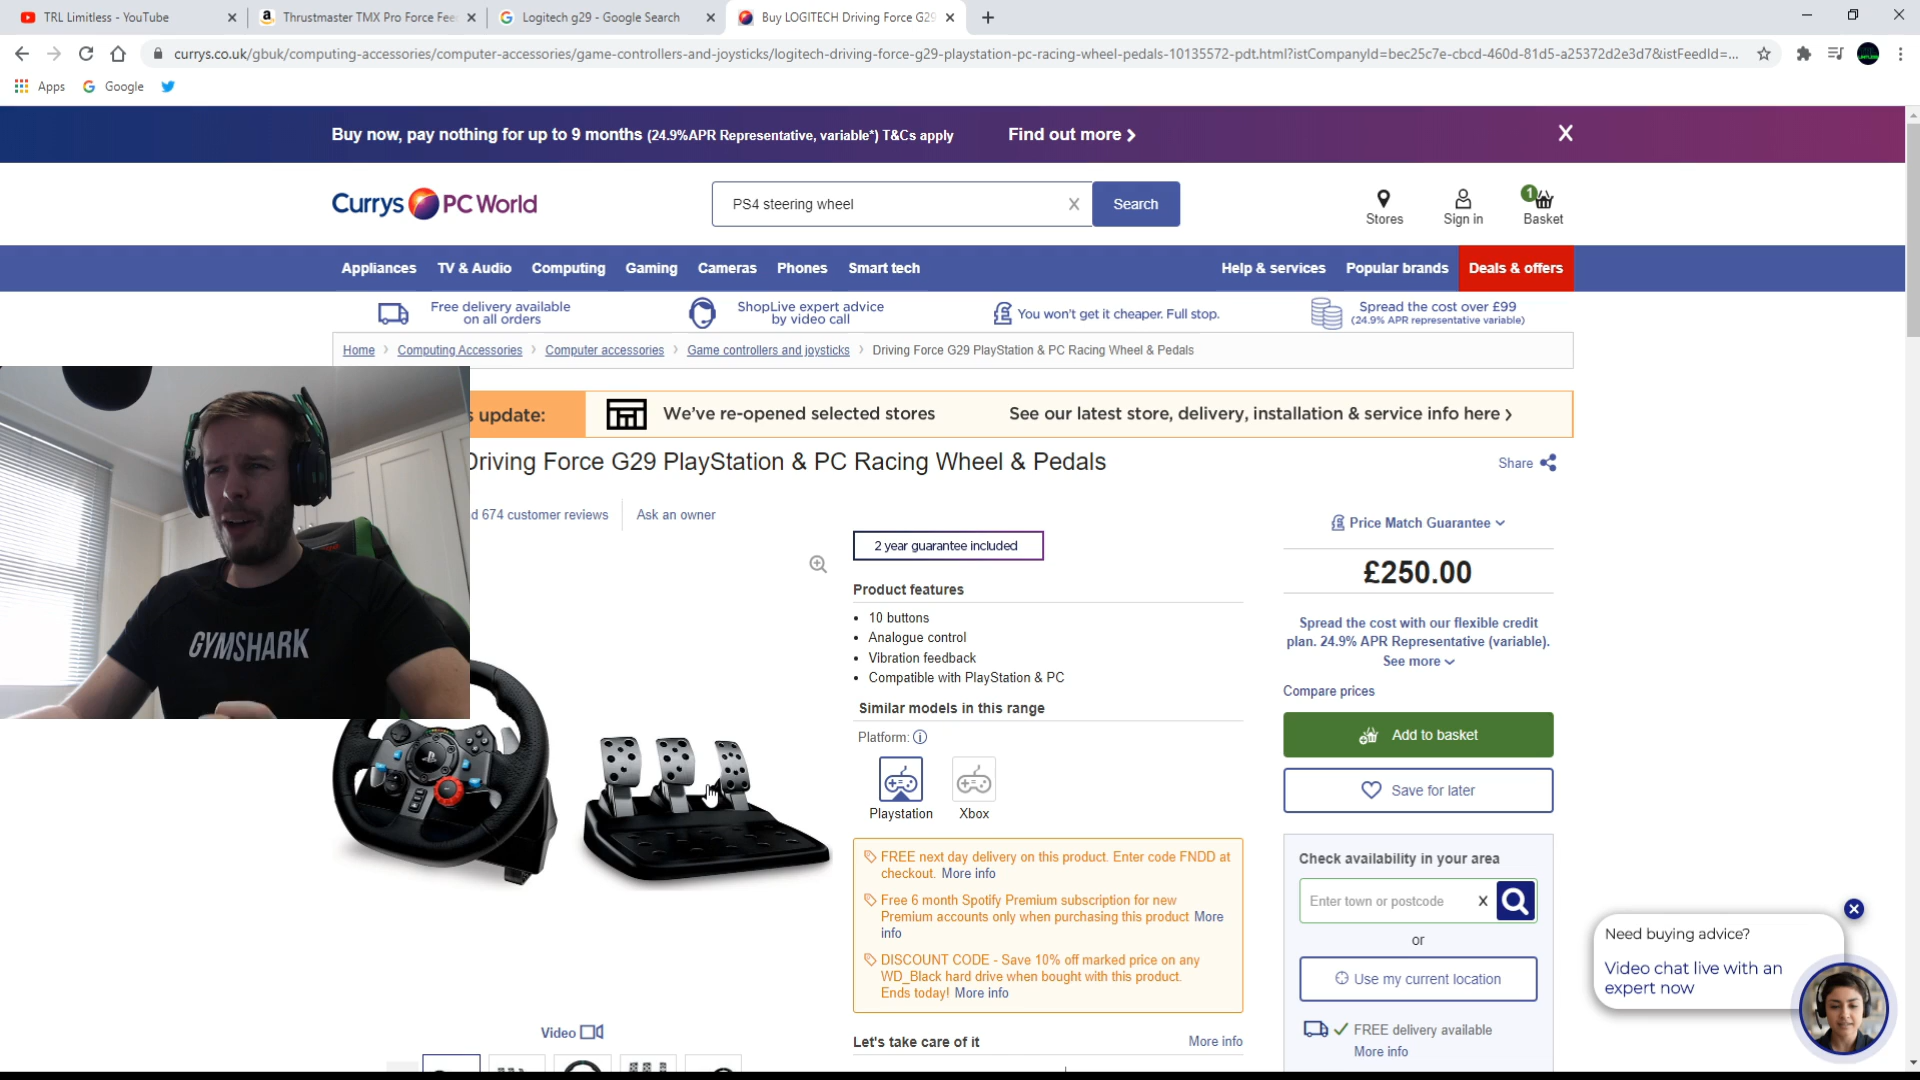 TRL Limitless - YouTube
Thrustmaster TMX Pro Force Fee
Logitech g29 - Google Search
Buy LOGITECH Driving Force G29
currys.co.uk/gbuk/computing-accessories/computer-accessories/game-controllers-and-joysticks/logitech-driving-force-g29-playstation-pc-racing-wheel-pedals-10135572-pdt.html?istCompanyId=bec25c7e-cbcd-460d-81d5-a25372d2e3d7&istFeedId=...
Apps
Google
Buy now, pay nothing for up to 9 months (24.9%APR Representative, variable*) T&Cs apply
Find out more >
X
Currys PC World
PS4 steering wheel
Search
Stores
Sign in
1
Basket
Appliances
TV & Audio
Computing
Gaming
Cameras
Phones
Smart tech
Help & services
Popular brands
Deals & offers
Free delivery available
on all orders
ShopLive expert advice
by video call
You won't get it cheaper. Full stop.
Spread the cost over £99
(24.9% APR representative variable)
Home > Computing Accessories > Computer accessories > Game controllers and joysticks > Driving Force G29 PlayStation & PC Racing Wheel & Pedals
s update:
We've re-opened selected stores
See our latest store, delivery, installation & service info here >
Driving Force G29 PlayStation & PC Racing Wheel & Pedals
Share
d 674 customer reviews
Ask an owner
GYMSHARK
2 year guarantee included
Product features
• 10 buttons
• Analogue control
• Vibration feedback
• Compatible with PlayStation & PC
Similar models in this range
Platform:
Playstation
Xbox
FREE next day delivery on this product. Enter code FNDD at
checkout. More info
Free 6 month Spotify Premium subscription for new
Premium accounts only when purchasing this product More
info
DISCOUNT CODE - Save 10% off marked price on any
WD_Black hard drive when bought with this product.
Ends today! More info
Let's take care of it
More info
Video
Price Match Guarantee
£250.00
Spread the cost with our flexible credit
plan. 24.9% APR Representative (variable).
See more
Compare prices
Add to basket
Save for later
Check availability in your area
Enter town or postcode
X
or
Use my current location
FREE delivery available
More info
Need buying advice?
Video chat live with an
expert now